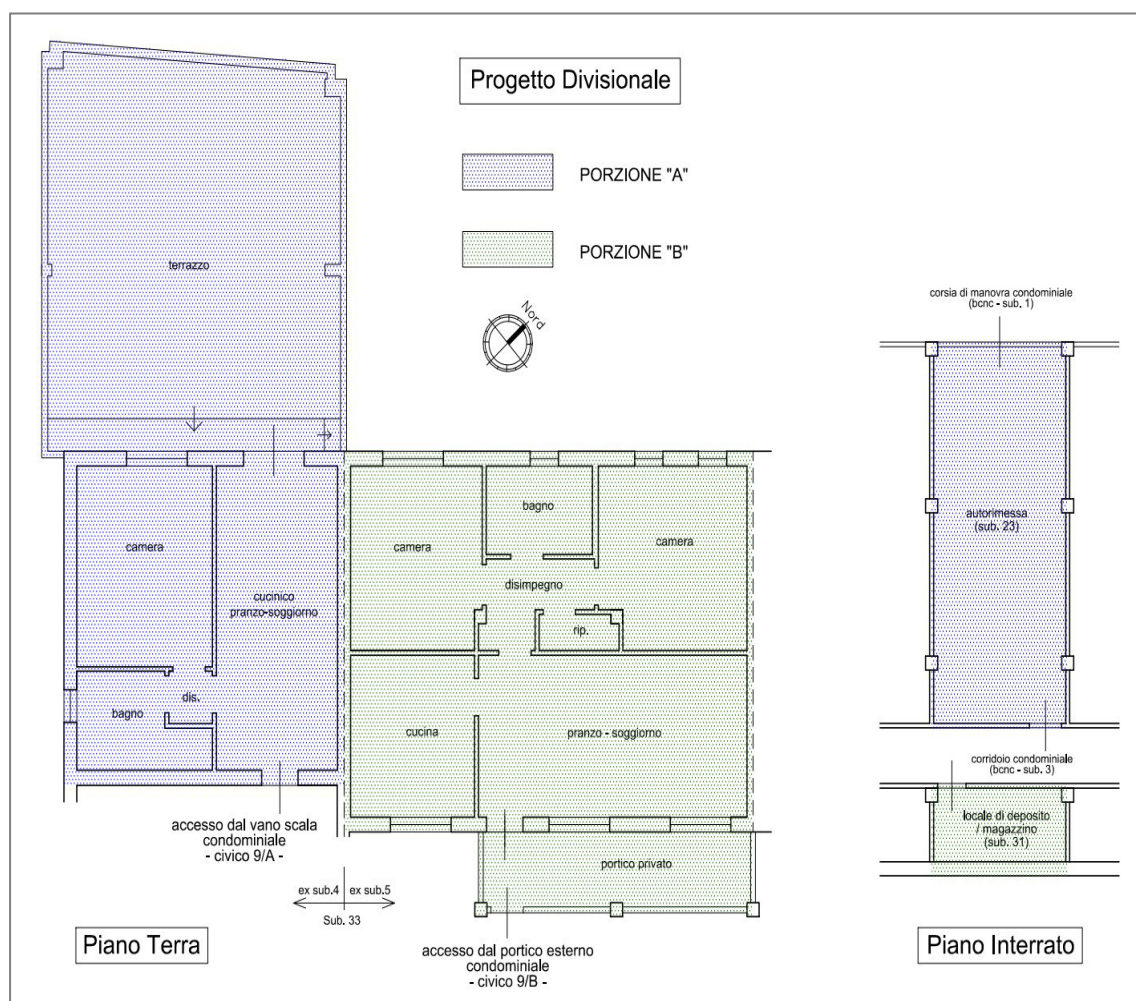 Progetto Divisionale
PORZIONE "A"
PORZIONE "B"
Nord
terrazzo
camera
cucinico
pranzo-soggiorno
dis.
bagno
camera
bagno
camera
disimpegno
rip.
cucina
pranzo - soggiorno
portico privato
accesso dal vano scala
condominiale
- civico 9/A -
ex sub.4
ex sub.5
Sub. 33
accesso dal portico esterno
condominiale
- civico 9/B -
Piano Terra
corsia di manovra condominiale
(bcnc - sub. 1)
autorimessa
(sub. 23)
corridoio condominiale
(bcnc - sub. 3)
locale di deposito
/ magazzino
(sub. 31)
Piano Interrato